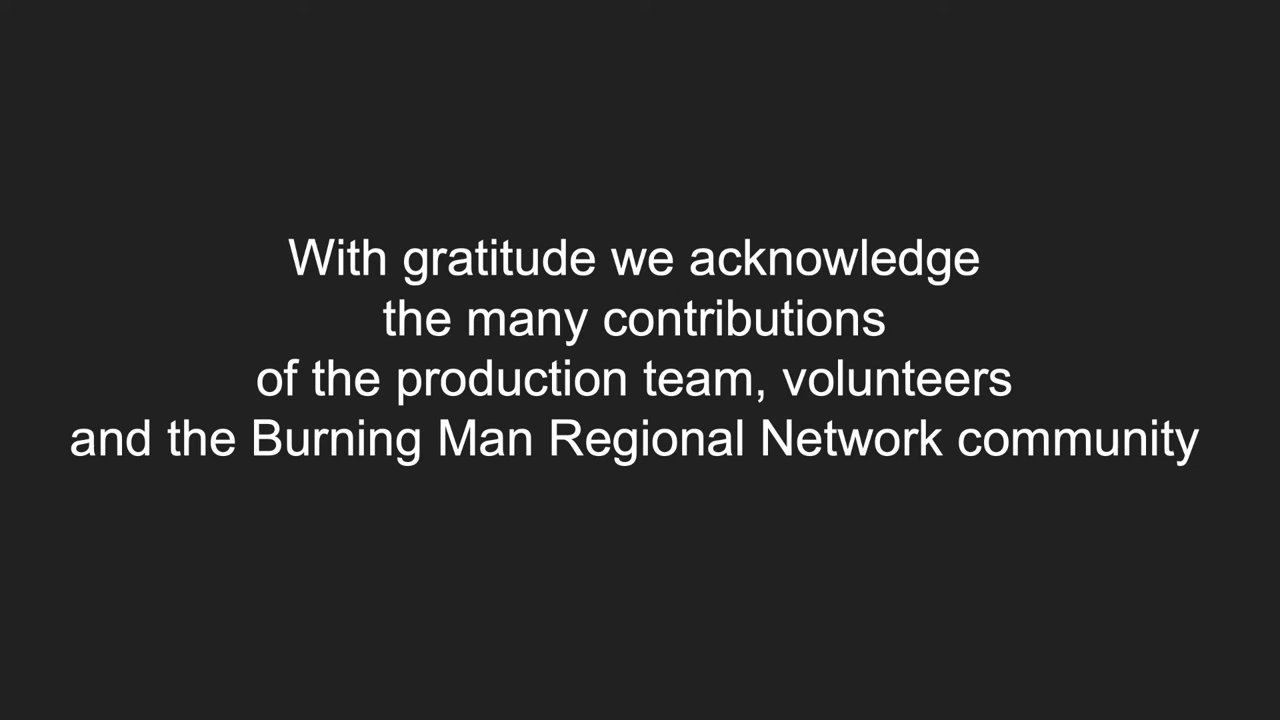 With gratitude we acknowledge
the many contributions
of the production team, volunteers
and the Burning Man Regional Network community